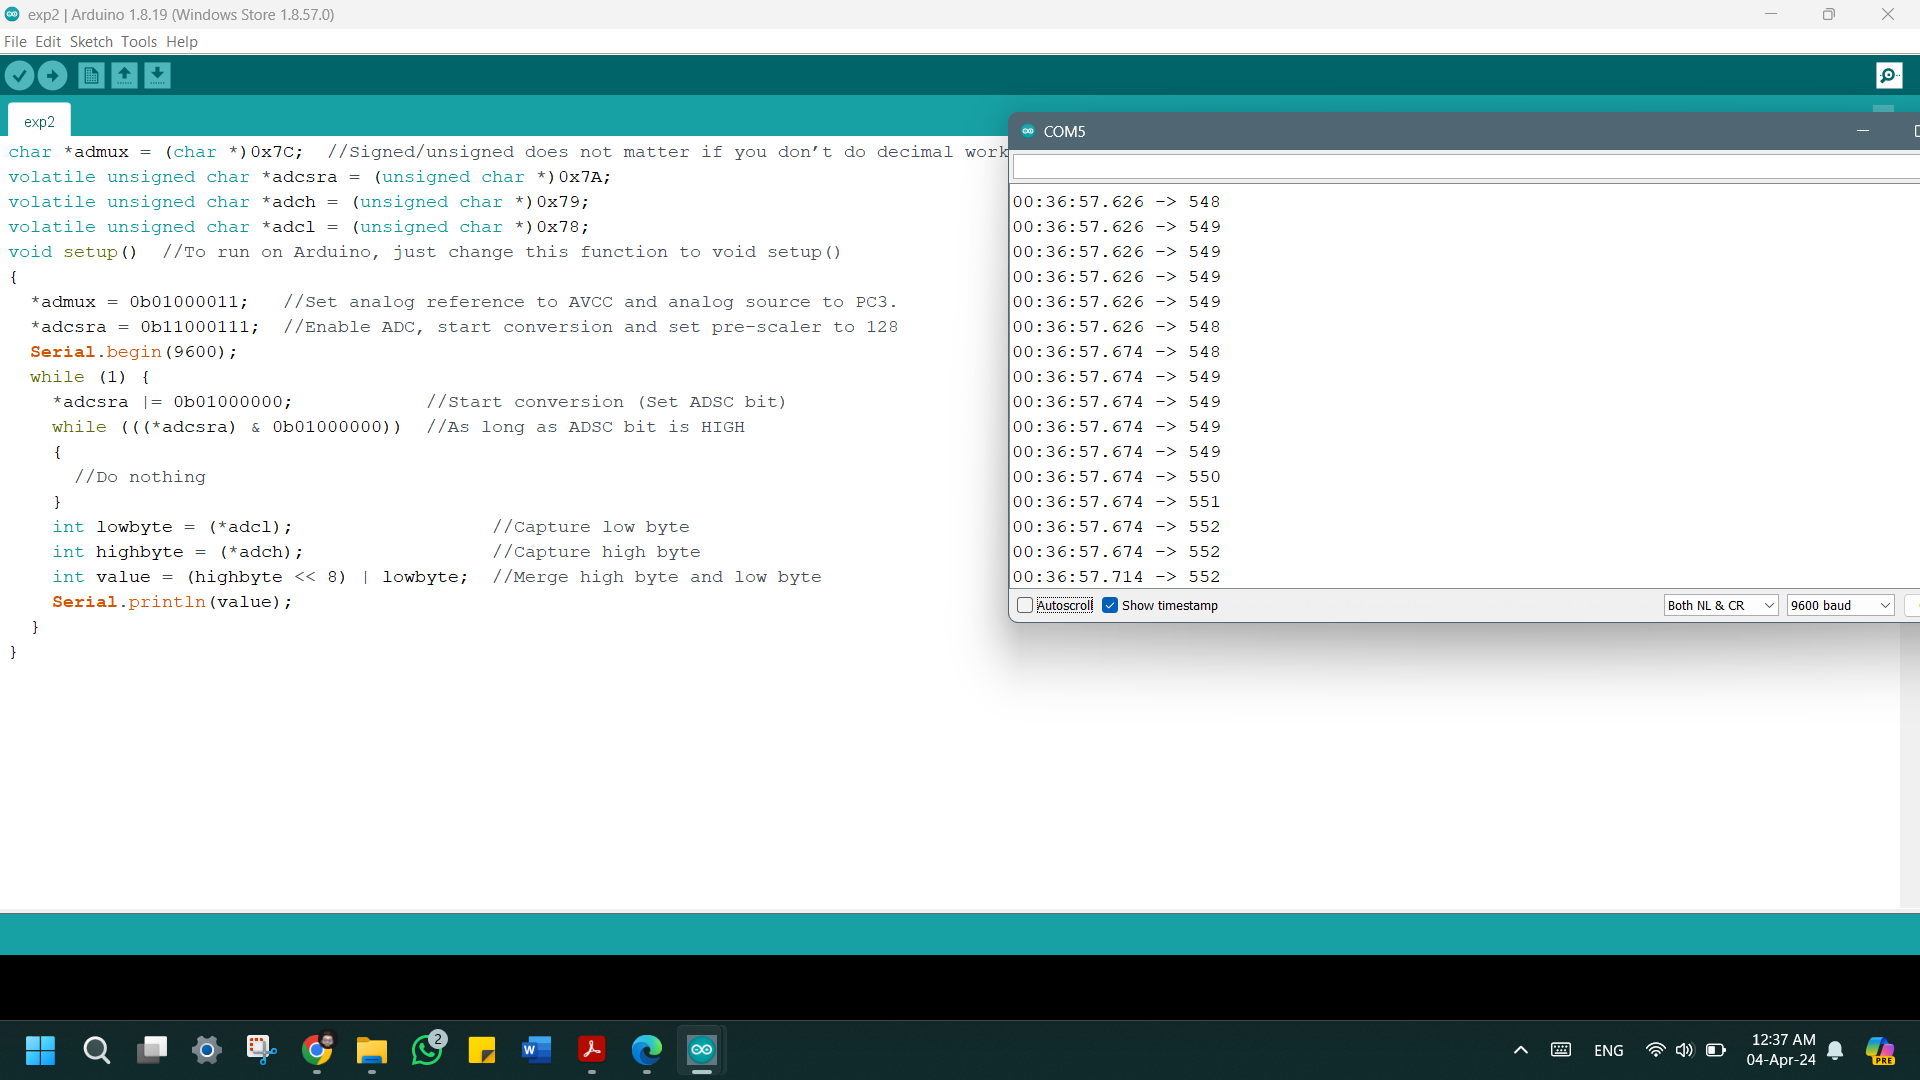 exp2 | Arduino 1.8.19 (Windows Store 1.8.57.0)
File Edit Sketch Tools Help
exp2
char *admux = (char *)0x7C;  //Signed/unsigned does not matter if you don’t do decimal work
volatile unsigned char *adcsra = (unsigned char *)0x7A;
volatile unsigned char *adch = (unsigned char *)0x79;
volatile unsigned char *adcl = (unsigned char *)0x78;
void setup()  //To run on Arduino, just change this function to void setup()
{
  *admux = 0b01000011;   //Set analog reference to AVCC and analog source to PC3.
  *adcsra = 0b11000111;  //Enable ADC, start conversion and set pre-scaler to 128
  Serial.begin(9600);
  while (1) {
    *adcsra |= 0b01000000;            //Start conversion (Set ADSC bit)
    while (((*adcsra) & 0b01000000))  //As long as ADSC bit is HIGH
    {
      //Do nothing
    }
    int lowbyte = (*adcl);                  //Capture low byte
    int highbyte = (*adch);                 //Capture high byte
    int value = (highbyte << 8) | lowbyte;  //Merge high byte and low byte
    Serial.println(value);
  }
}
COM5
00:36:57.626 -> 548
00:36:57.626 -> 549
00:36:57.626 -> 549
00:36:57.626 -> 549
00:36:57.626 -> 549
00:36:57.626 -> 548
00:36:57.674 -> 548
00:36:57.674 -> 549
00:36:57.674 -> 549
00:36:57.674 -> 549
00:36:57.674 -> 549
00:36:57.674 -> 550
00:36:57.674 -> 551
00:36:57.674 -> 552
00:36:57.674 -> 552
00:36:57.714 -> 552
Autoscroll Show timestamp Both NL & CR 9600 baud
2
W
ENG
12:37 AM
04-Apr-24
PRE